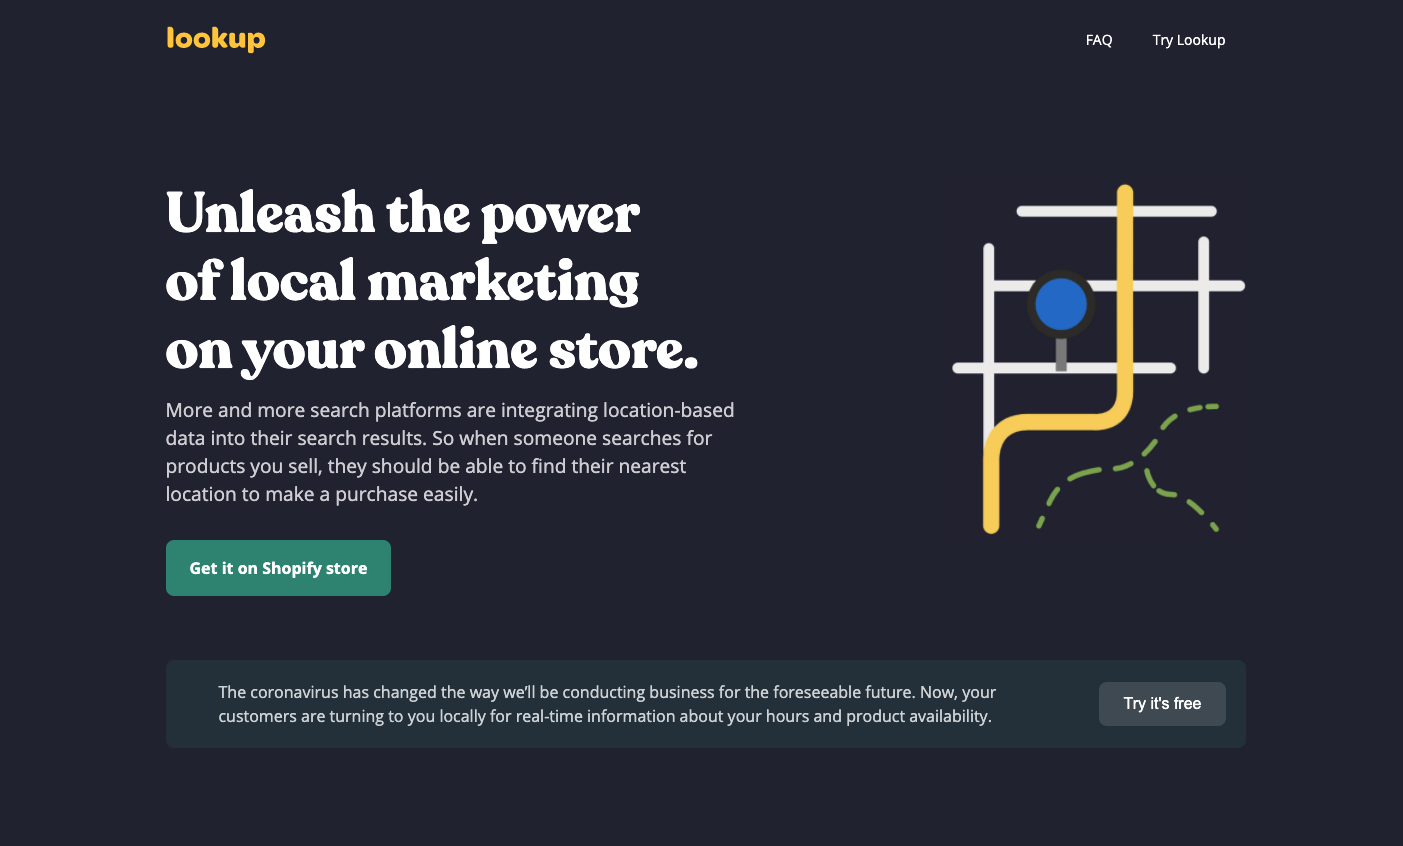 lookup
FAQ
Try Lookup
Unleash the power
of local marketing
on your online store.
More and more search platforms are integrating location-based
data into their search results. So when someone searches for
products you sell, they should be able to find their nearest
location to make a purchase easily.
Get it on Shopify store
The coronavirus has changed the way we’ll be conducting business for the foreseeable future. Now, your
customers are turning to you locally for real-time information about your hours and product availability.
Try it's free